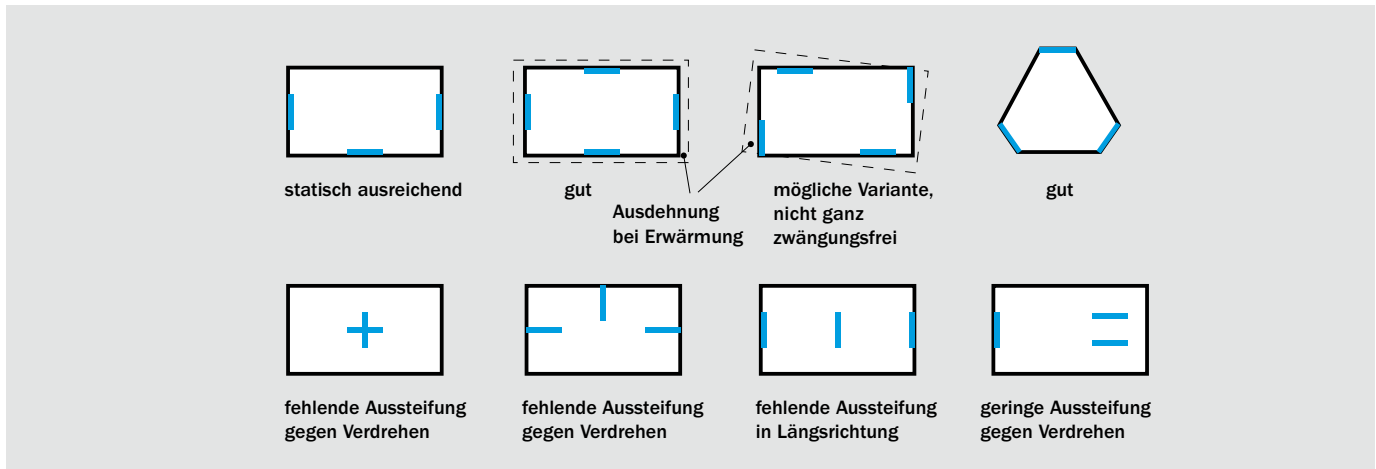 statisch ausreichend
gut
Ausdehnung
bei Erwärmung
mögliche Variante,
nicht ganz
zwängungsfrei
gut
fehlende Aussteifung
gegen Verdrehen
fehlende Aussteifung
gegen Verdrehen
fehlende Aussteifung
in Längsrichtung
geringe Aussteifung
gegen Verdrehen